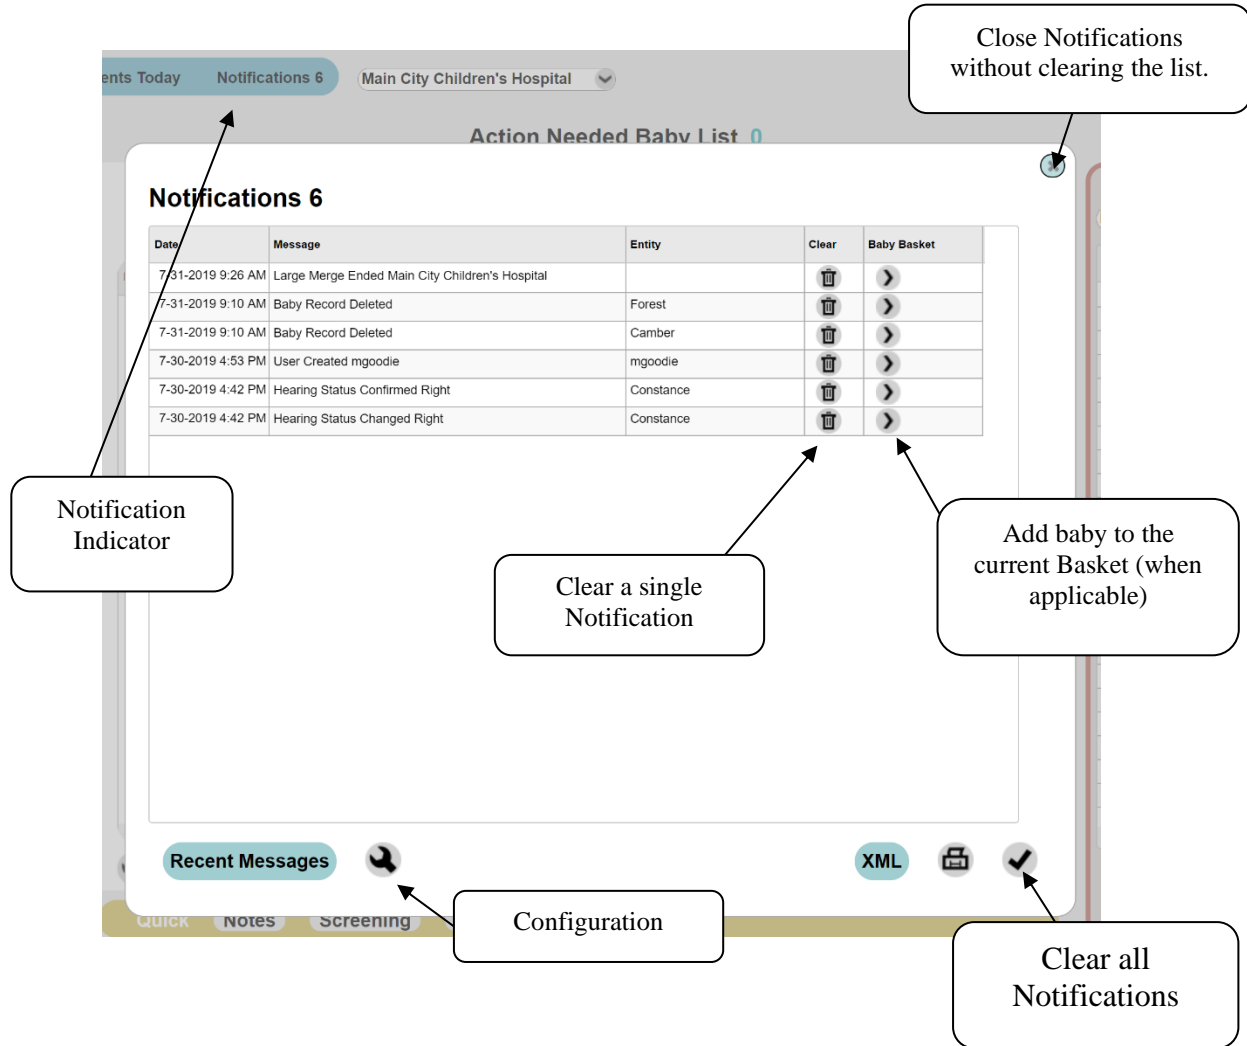 Close Notifications
without clearing the list.
ents Today Notifications 6 Main City Children's Hospital
Action Needed Baby List 0
Notifications 6
Date Message Entity Clear Baby Basket
7-31-2019 9:26 AM Large Merge Ended Main City Children's Hospital
7-31-2019 9:10 AM Baby Record Deleted Forest
7-31-2019 9:10 AM Baby Record Deleted Camber
7-30-2019 4:53 PM User Created mgoodie mgoodie
7-30-2019 4:42 PM Hearing Status Confirmed Right Constance
7-30-2019 4:42 PM Hearing Status Changed Right Constance
Notification
Indicator
Clear a single
Notification
Add baby to the
current Basket (when
applicable)
Recent Messages XML
Quick Notes Screening
Configuration
Clear all
Notifications